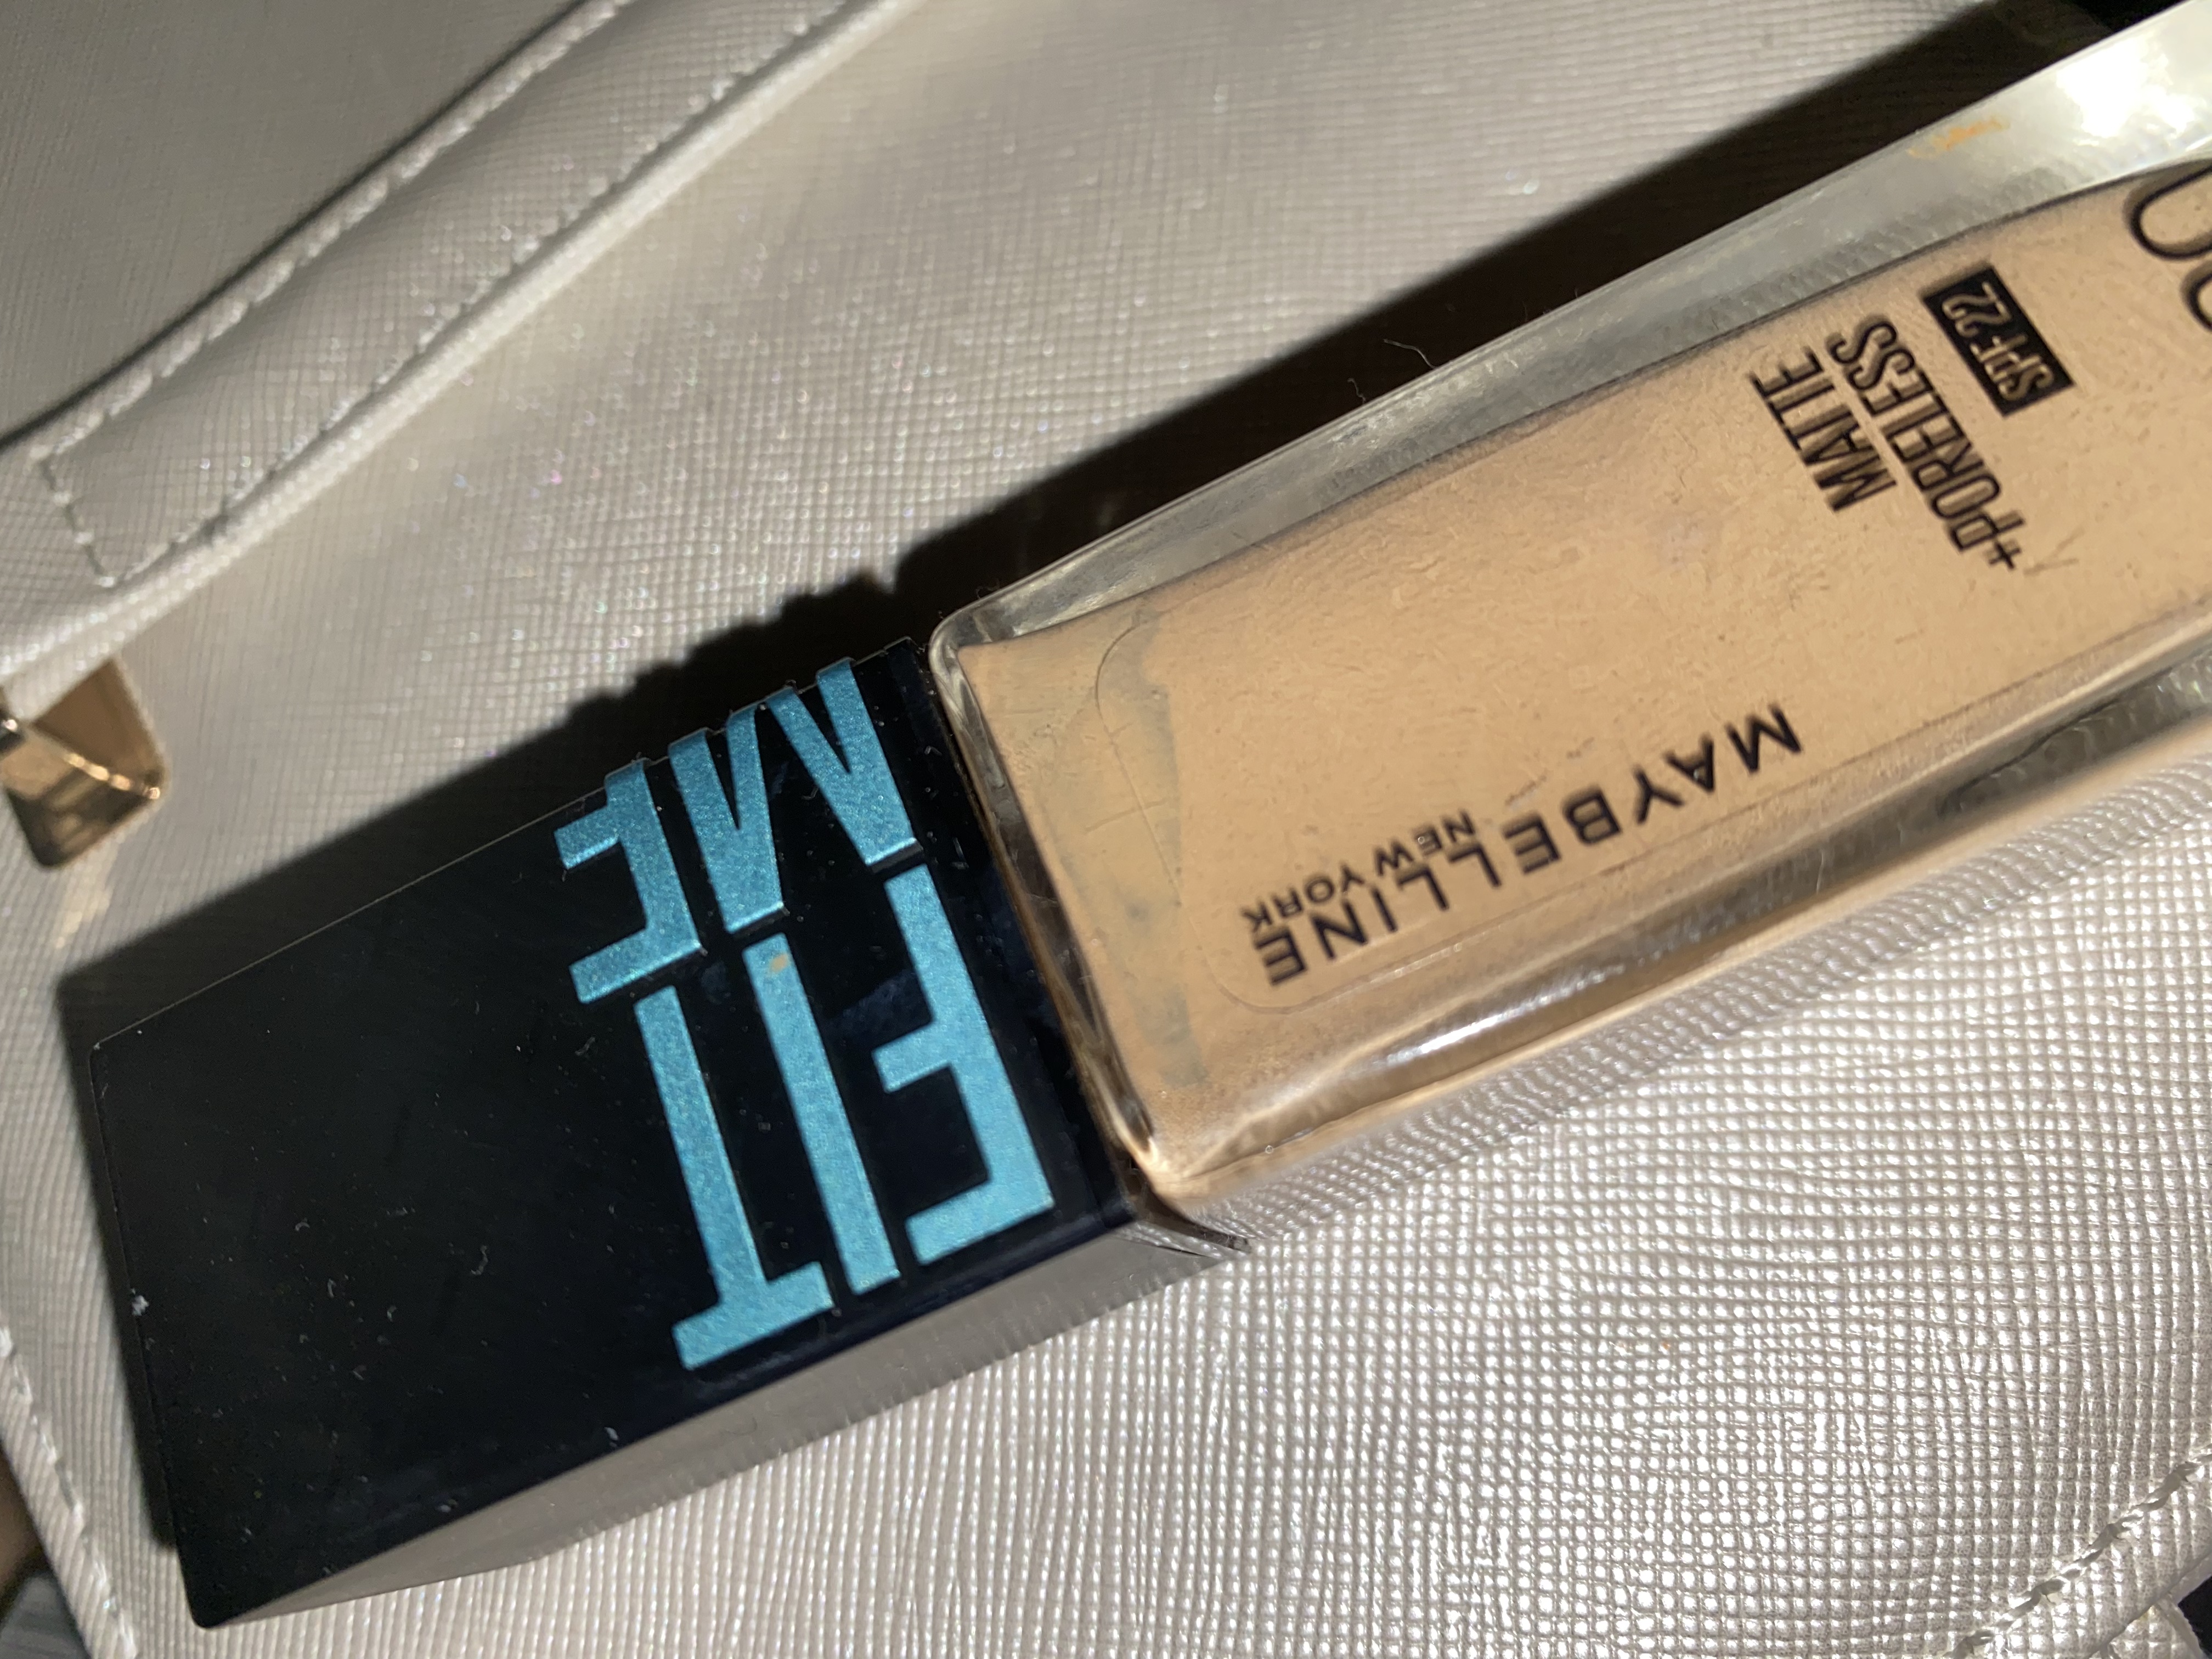 FIT
ME
MAYBELLINE
NEW YORK
MATTE
+PORELESS
SPF 22